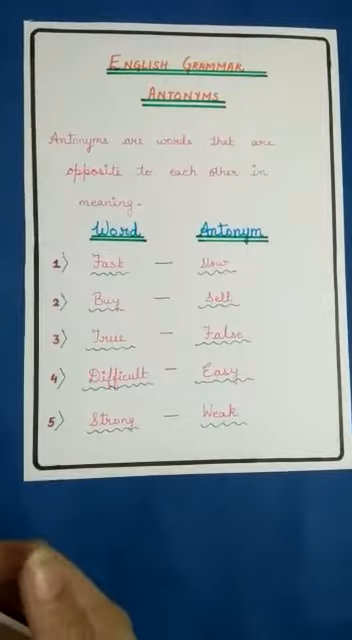 ENGLISH GRAMMAR
ANTONYMS
Antonyms are words that are
opposite to each other in
meaning.
Word Antonym
1) Fast — Slow
2) Buy — Sell
3) True — False
4) Difficult — Easy
5) Strong — Weak